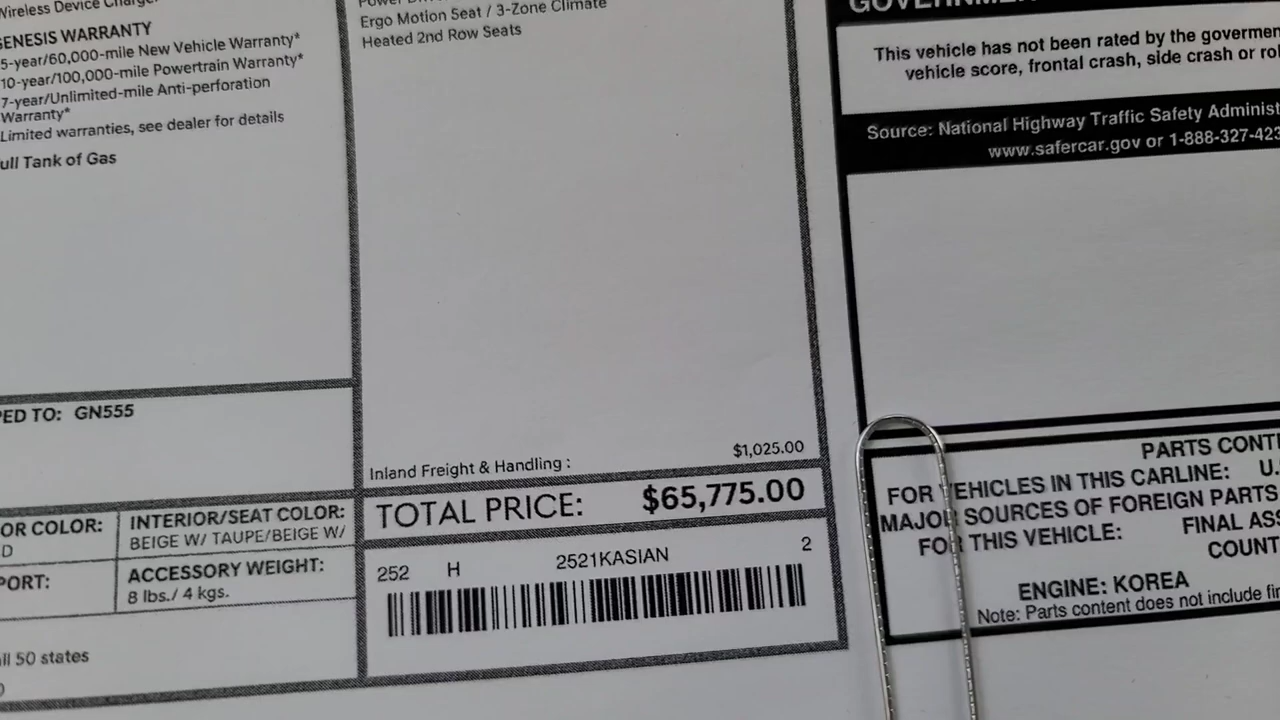 Wireless Device Charger
GENESIS WARRANTY
5-year/60,000-mile New Vehicle Warranty*
10-year/100,000-mile Powertrain Warranty*
7-year/Unlimited-mile Anti-perforation
Warranty*
Limited warranties, see dealer for details
ull Tank of Gas
PED TO: GN555
OR COLOR:
D
INTERIOR/SEAT COLOR:
BEIGE W/ TAUPE/BEIGE W/
PORT:
ACCESSORY WEIGHT:
8 lbs./ 4 kgs.
ll 50 states
Ergo Motion Seat / 3-Zone Climate
Heated 2nd Row Seats
Inland Freight & Handling :
$1,025.00
TOTAL PRICE: $65,775.00
252 H 2521KASIAN 2
This vehicle has not been rated by the govermen
vehicle score, frontal crash, side crash or rol
Source: National Highway Traffic Safety Administ
www.safercar.gov or 1-888-327-423
PARTS CONT
FOR VEHICLES IN THIS CARLINE: U.
MAJOR SOURCES OF FOREIGN PARTS
FOR THIS VEHICLE: FINAL ASS
COUNT
ENGINE: KOREA
Note: Parts content does not include fin